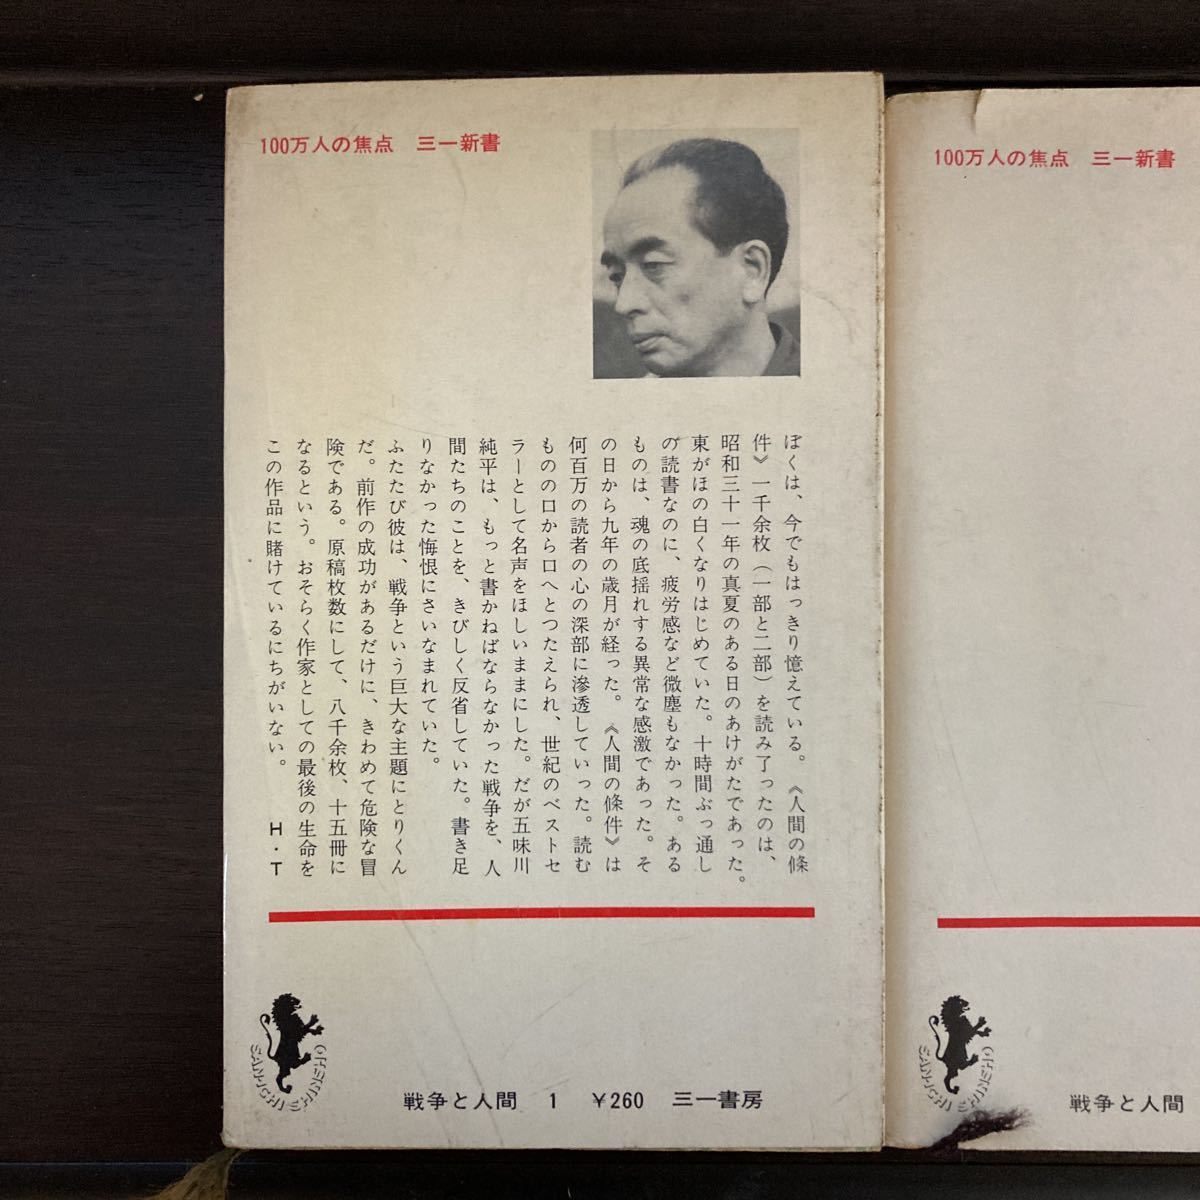 100万人の焦点 三一新書
ぼくは、今でもはっきり憶えている。《人間の條
件》一千余枚(一部と二部)を読み了ったのは、
昭和三十一年の真夏のある日のあけがたであった。
東がほの白くなりはじめていた。十時間ぶっ通し
の読書なのに、疲労感など微塵もなかった。ある
ものは、魂の底揺れする異常な感激であった。そ
の日から九年の歳月が経った。《人間の條件》は
何百万の読者の心の深部に滲透していった。読む
ものの口から口へとつたえられ、世紀のベストセ
ラーとして名声をほしいままにした。だが五味川
純平は、もっと書かねばならなかった戦争を、人
間たちのことを、きびしく反省していた。書き足
りなかった悔恨にさいなまれていた。
ふたたび彼は、戦争という巨大な主題にとりくん
だ。前作の成功があるだけに、きわめて危険な冒
険である。原稿枚数にして、八千余枚、十五冊に
なるという。おそらく作家としての最後の生命を
この作品に賭けているにちがいない。 H・T
SAN-ICHI SHINSHO
戦争と人間 1 ¥260 三一書房
100万人の焦点 三一新書
SAN-ICHI SHINSHO
戦争と人間